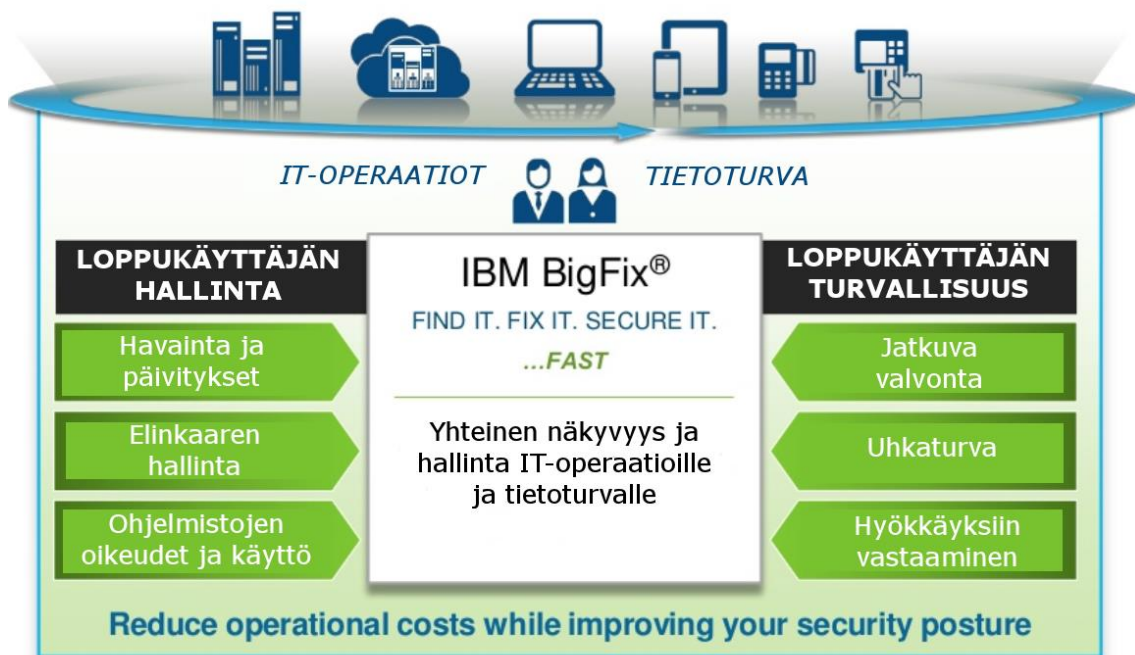 IT-OPERAATIOT
TIETOTURVA
LOPPUKÄYTTÄJÄN
HALLINTA
Havainta ja
päivitykset
Elinkaaren
hallinta
Ohjelmistojen
oikeudet ja käyttö
IBM BigFix®
FIND IT. FIX IT. SECURE IT.
...FAST
Yhteinen näkyvyys ja
hallinta IT-operaatioille
ja tietoturvalle
LOPPUKÄYTTÄJÄN
TURVALLISUUS
Jatkuva
valvonta
Uhkaturva
Hyökkäyksiin
vastaaminen
Reduce operational costs while improving your security posture